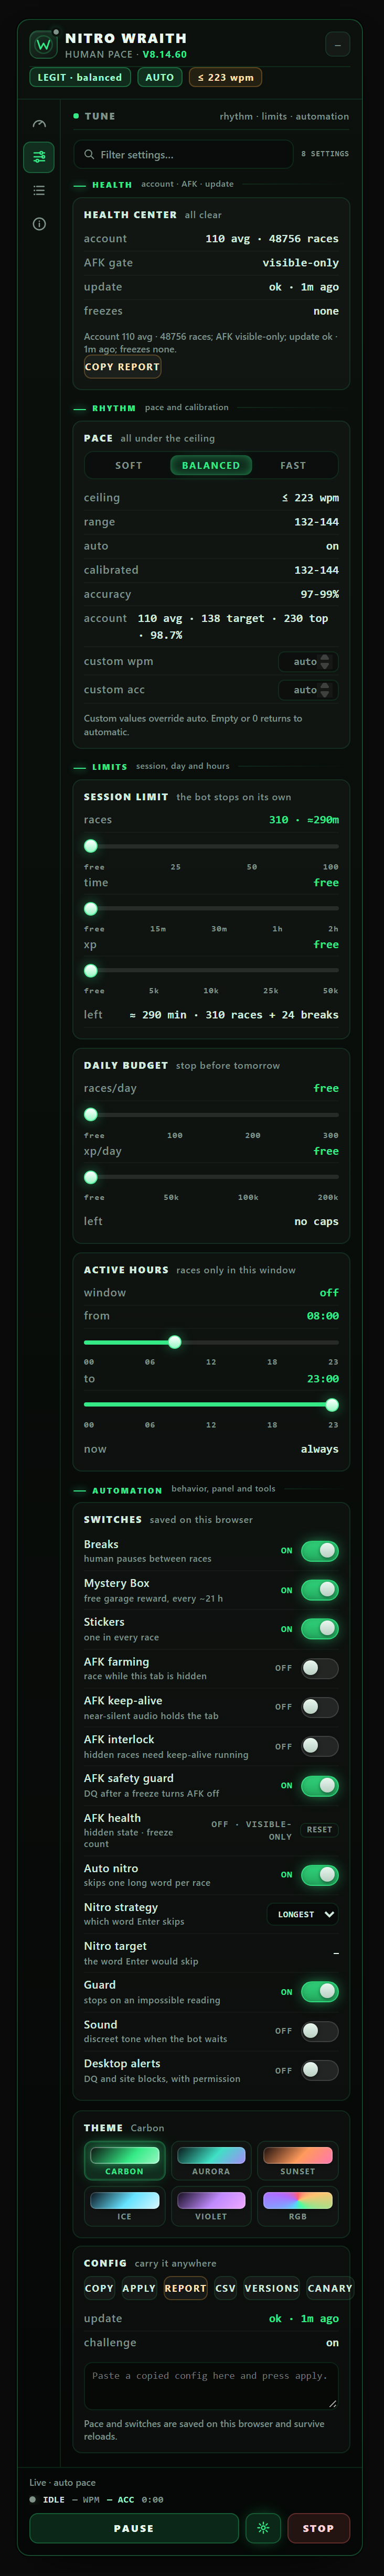 NITRO WRAITH
HUMAN PACE · V8.14.60
–
LEGIT · balanced
AUTO
≤ 223 wpm
TUNE
rhythm · limits · automation
Filter settings...
8 SETTINGS
HEALTH account · AFK · update
HEALTH CENTER all clear
account 110 avg · 48756 races
AFK gate visible-only
update ok · 1m ago
freezes none
Account 110 avg · 48756 races; AFK visible-only; update ok ·
1m ago; freezes none.
COPY REPORT
RHYTHM pace and calibration
PACE all under the ceiling
SOFT BALANCED FAST
ceiling ≤ 223 wpm
range 132-144
auto on
calibrated 132-144
accuracy 97-99%
account 110 avg · 138 target · 230 top
· 98.7%
custom wpm auto
custom acc auto
Custom values override auto. Empty or 0 returns to
automatic.
LIMITS session, day and hours
SESSION LIMIT the bot stops on its own
races 310 · ≈290m
free 25 50 100
time free
free 15m 30m 1h 2h
xp free
free 5k 10k 25k 50k
left ≈ 290 min · 310 races + 24 breaks
DAILY BUDGET stop before tomorrow
races/day free
free 100 200 300
xp/day free
free 50k 100k 200k
left no caps
ACTIVE HOURS races only in this window
window off
from 08:00
00 06 12 18 23
to 23:00
00 06 12 18 23
now always
AUTOMATION behavior, panel and tools
SWITCHES saved on this browser
Breaks
human pauses between races
ON
Mystery Box
free garage reward, every ~21 h
ON
Stickers
one in every race
ON
AFK farming
race while this tab is hidden
OFF
AFK keep-alive
near-silent audio holds the tab
OFF
AFK interlock
hidden races need keep-alive running
OFF
AFK safety guard
DQ after a freeze turns AFK off
ON
AFK health
hidden state · freeze
count
OFF · VISIBLE-
ONLY
RESET
Auto nitro
skips one long word per race
ON
Nitro strategy
which word Enter skips
LONGEST
Nitro target
the word Enter would skip
–
Guard
stops on an impossible reading
ON
Sound
discreet tone when the bot waits
OFF
Desktop alerts
DQ and site blocks, with permission
OFF
THEME Carbon
CARBON AURORA SUNSET
ICE VIOLET RGB
CONFIG carry it anywhere
COPY APPLY REPORT CSV VERSIONS CANARY
update ok · 1m ago
challenge on
Paste a copied config here and press apply.
Pace and switches are saved on this browser and survive
reloads.
Live · auto pace
IDLE – WPM – ACC 0:00
PAUSE
STOP